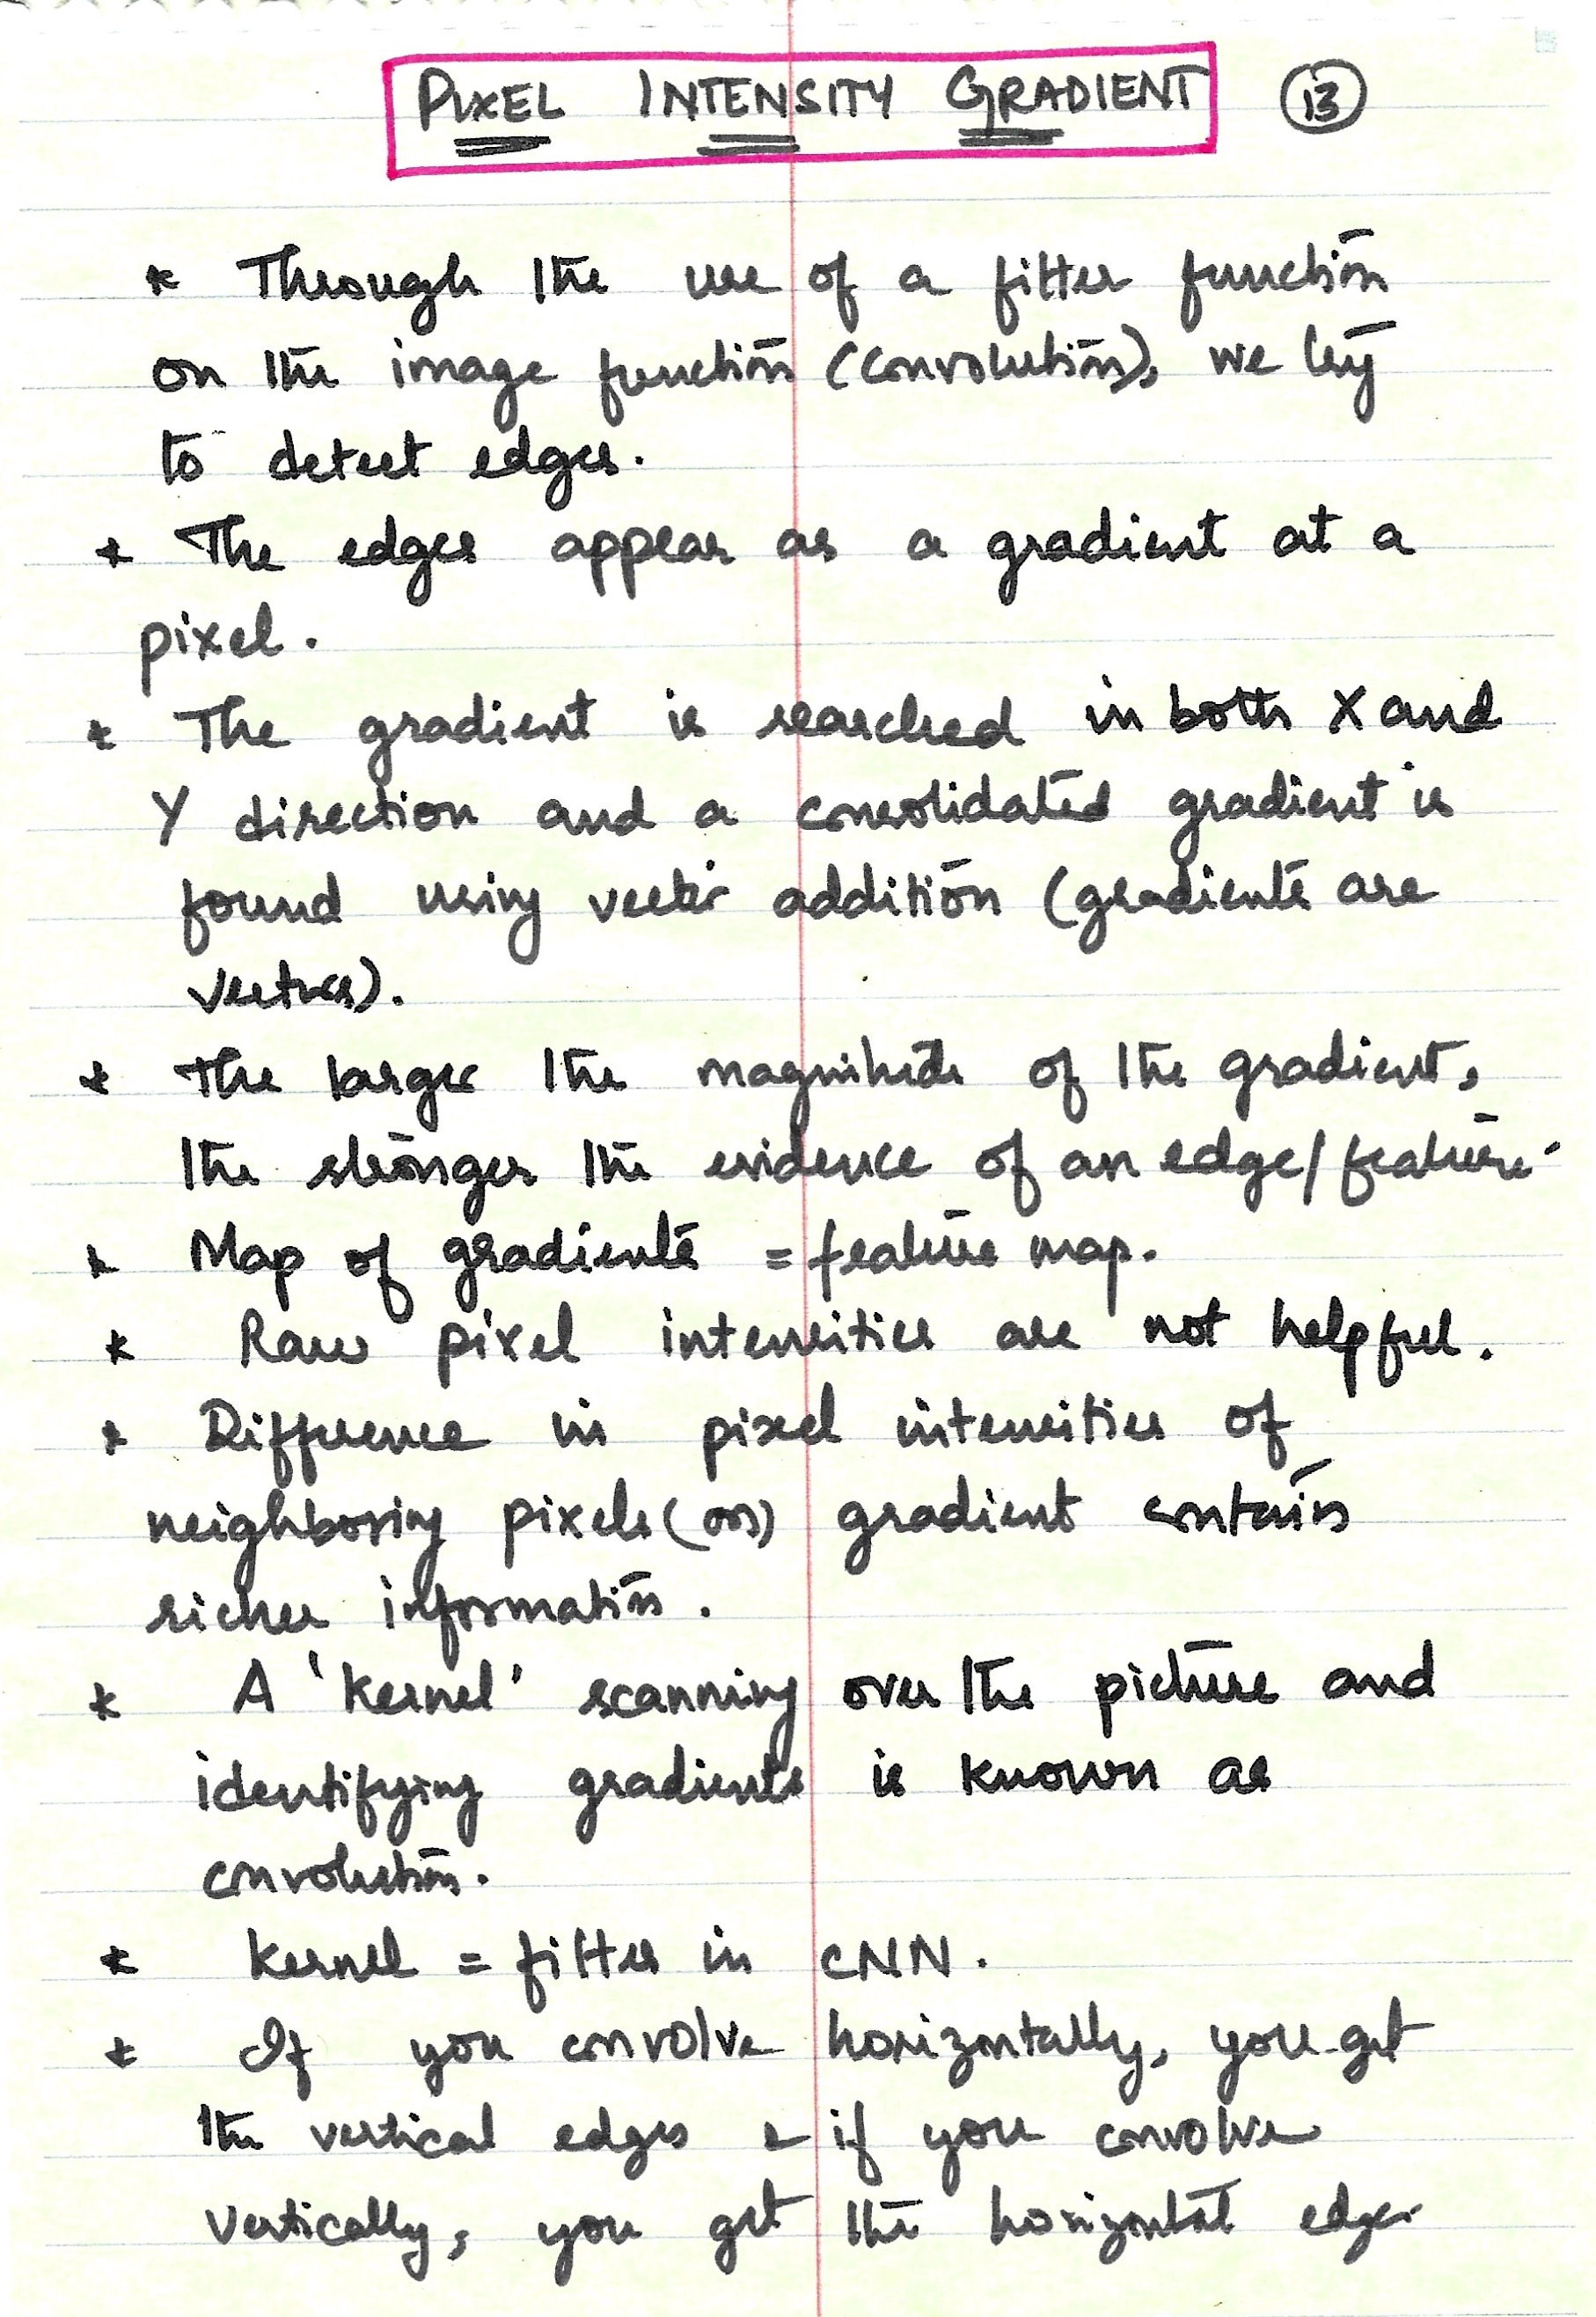 PIXEL INTENSITY GRADIENT 13
* Through the use of a filter function
on the image function (convolution), we try
to detect edges.
* The edges appear as a gradient at a
pixel.
* The gradient is searched in both X and
Y direction and a consolidated gradient is
found using vector addition (gradients are
vectors).
* The larger the magnitude of the gradient,
the stronger the evidence of an edge/feature.
* Map of gradients = feature map.
* Raw pixel intensities are not helpful.
* Difference in pixel intensities of
neighboring pixels (or) gradient contains
richer information.
* A 'kernel' scanning over the picture and
identifying gradients is known as
convolution.
* Kernel = filter in CNN.
* If you convolve horizontally, you get
the vertical edges & if you convolve
vertically, you get the horizontal edges.